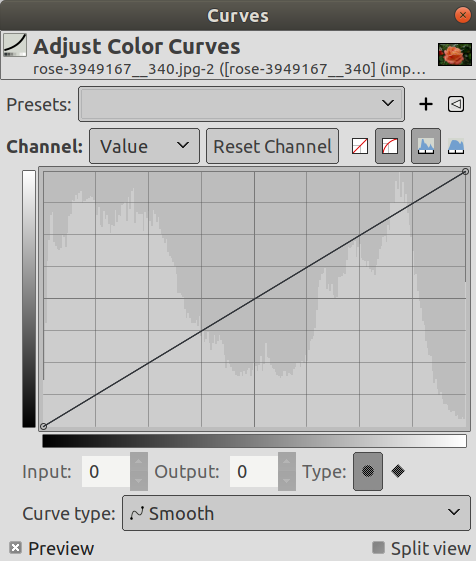 Curves
Adjust Color Curves
rose-3949167__340.jpg-2 ([rose-3949167__340] (imp…
Presets:
Channel: Value Reset Channel
Input: 0 Output: 0 Type:
Curve type: Smooth
Preview Split view